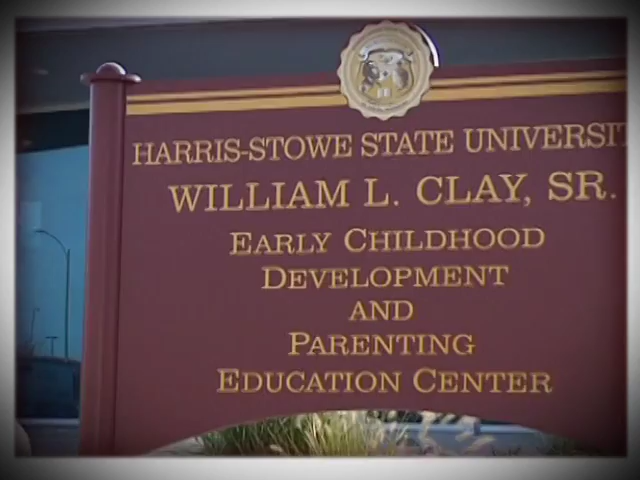 HARRIS-STOWE STATE UNIVERSIT
WILLIAM L. CLAY, SR.
EARLY CHILDHOOD
DEVELOPMENT
AND
PARENTING
EDUCATION CENTER